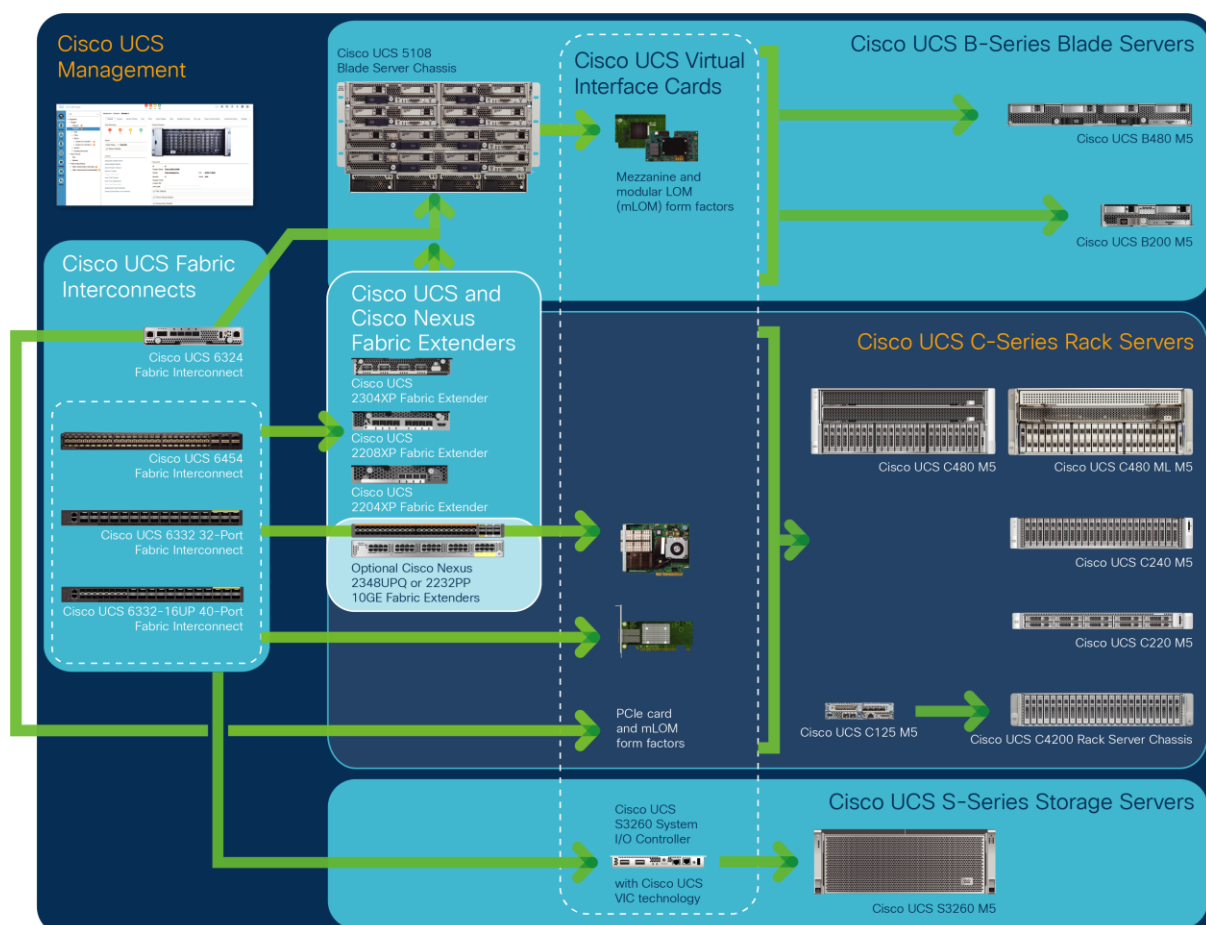 Cisco UCS
Management
Cisco UCS 5108
Blade Server Chassis
Cisco UCS Virtual
Interface Cards
Mezzanine and
modular LOM
(mLOM) form factors
Cisco UCS B-Series Blade Servers
Cisco UCS B480 M5
Cisco UCS B200 M5
Cisco UCS Fabric
Interconnects
Cisco UCS 6324
Fabric Interconnect
Cisco UCS 6454
Fabric Interconnect
Cisco UCS 6332 32-Port
Fabric Interconnect
Cisco UCS 6332-16UP 40-Port
Fabric Interconnect
Cisco UCS and
Cisco Nexus
Fabric Extenders
Cisco UCS
2304XP Fabric Extender
Cisco UCS
2208XP Fabric Extender
Cisco UCS
2204XP Fabric Extender
Optional Cisco Nexus
2348UPQ or 2232PP
10GE Fabric Extenders
PCIe card
and mLOM
form factors
Cisco UCS C-Series Rack Servers
Cisco UCS C480 M5
Cisco UCS C480 ML M5
Cisco UCS C240 M5
Cisco UCS C220 M5
Cisco UCS C125 M5
Cisco UCS C4200 Rack Server Chassis
Cisco UCS
S3260 System
I/O Controller
with Cisco UCS
VIC technology
Cisco UCS S-Series Storage Servers
Cisco UCS S3260 M5